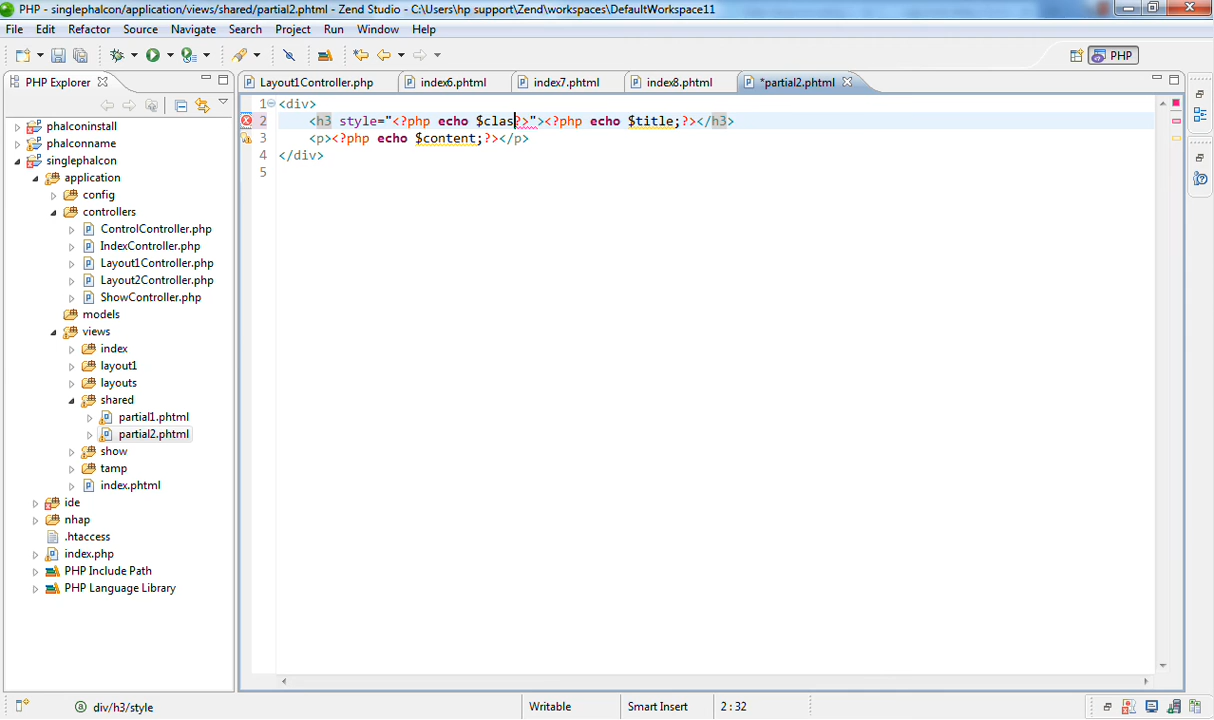 PHP - singlephalcon/application/views/shared/partial2.phtml - Zend Studio - C:\Users\hp support\Zend\workspaces\DefaultWorkspace11
File Edit Refactor Source Navigate Search Project Run Window Help
PHP
PHP Explorer
Layout1Controller.php index6.phtml index7.phtml index8.phtml *partial2.phtml
phalconinstall
phalconname
singlephalcon
application
config
controllers
ControlController.php
IndexController.php
Layout1Controller.php
Layout2Controller.php
ShowController.php
models
views
index
layout1
layouts
shared
partial1.phtml
partial2.phtml
show
tamp
index.phtml
ide
nhap
.htaccess
index.php
PHP Include Path
PHP Language Library
1 <div>
2 <h3 style="<?php echo $clas?>"><?php echo $title;?></h3>
3 <p><?php echo $content;?></p>
4 </div>
5
div/h3/style Writable Smart Insert 2 : 32